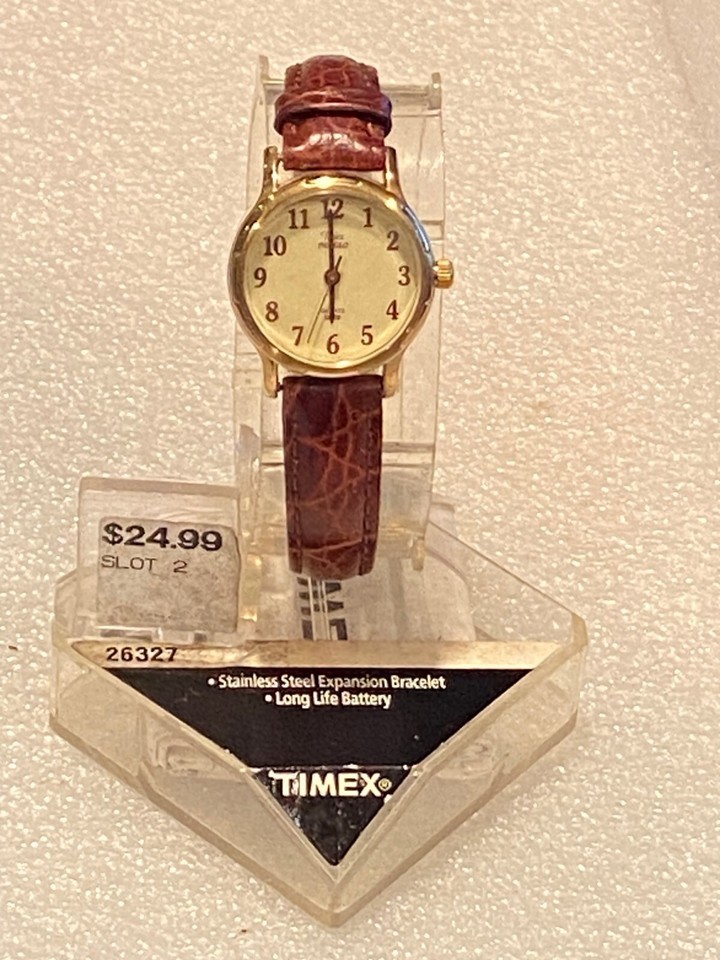 12
11 1
10 2
9 3
8 4
7 5
6
$24.99
SLOT 2
26327
• Stainless Steel Expansion Bracelet
• Long Life Battery
TIMEX®